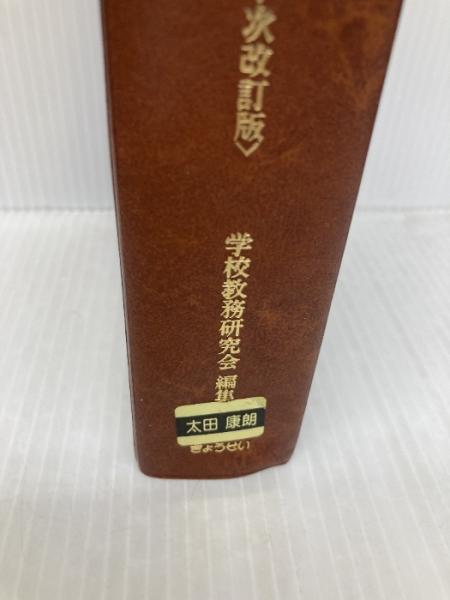 次改訂版〉
学校教務研究会 編集
太田 康朗
ぎょうせい